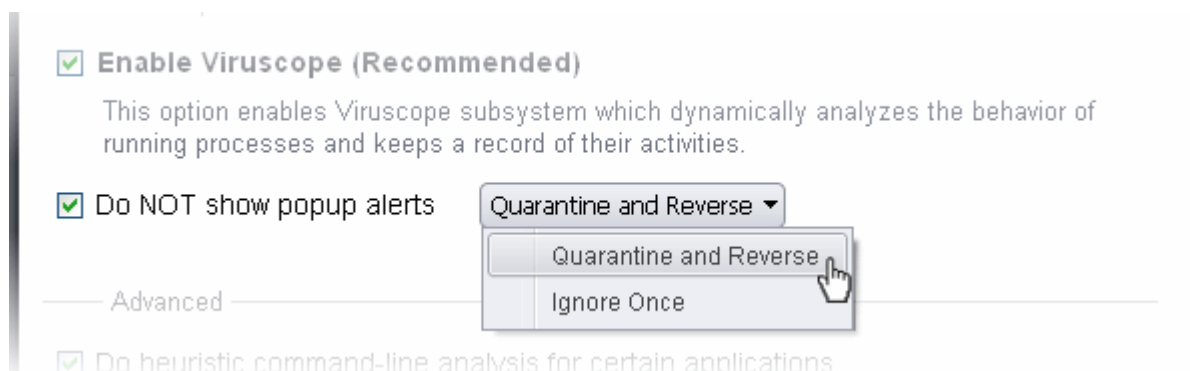 Enable Viruscope (Recommended)
This option enables Viruscope subsystem which dynamically analyzes the behavior of
running processes and keeps a record of their activities.
Do NOT show popup alerts Quarantine and Reverse
Quarantine and Reverse
Ignore Once
Advanced
Do heuristic command-line analysis for certain applications